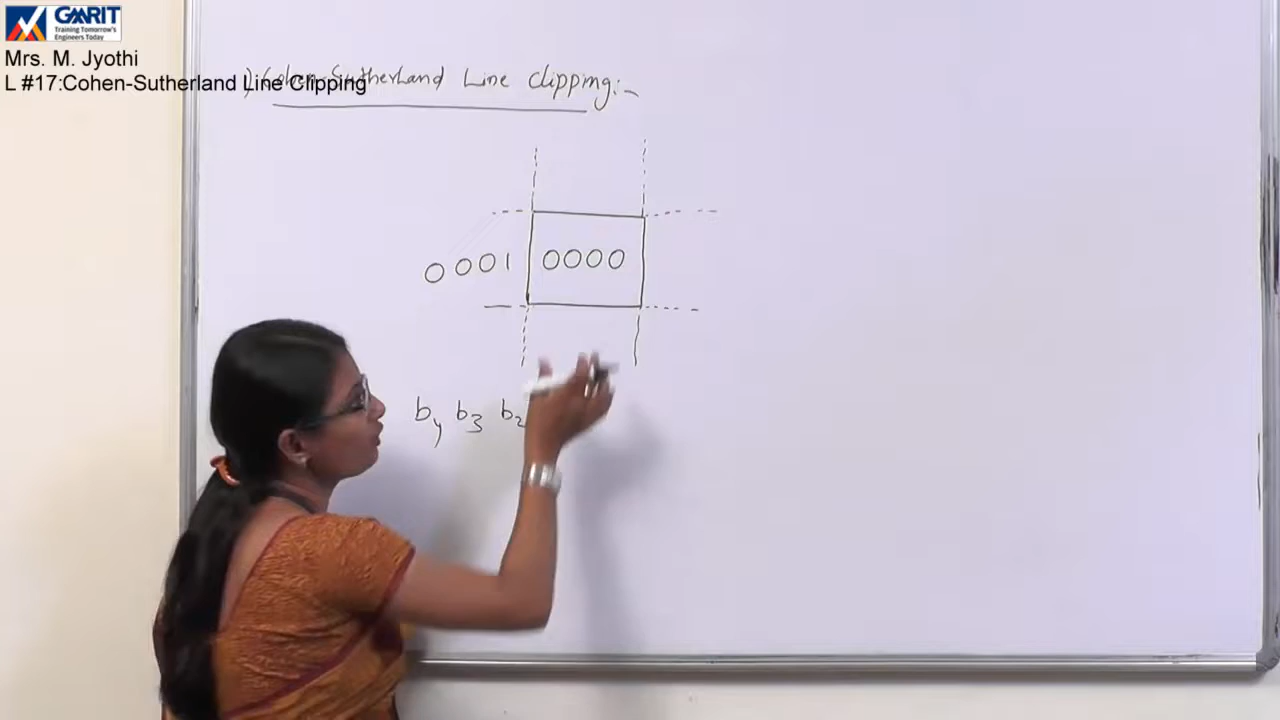 GMRIT
Training Tomorrow's
Engineers Today
Mrs. M. Jyothi
L #17:Cohen-Sutherland Line Clipping
) Cohen-Sutherland Line Clipping:-
0001 0000
b4 b3 b2